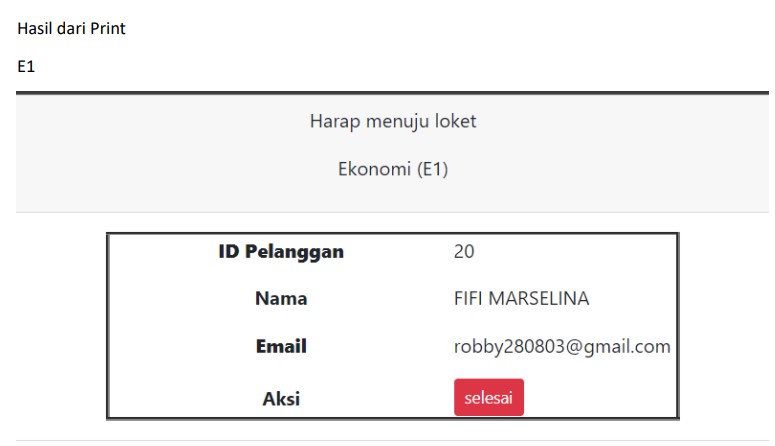 Hasil dari Print
E1
Harap menuju loket
Ekonomi (E1)
ID Pelanggan 20
Nama FIFI MARSELINA
Email robby280803@gmail.com
Aksi selesai